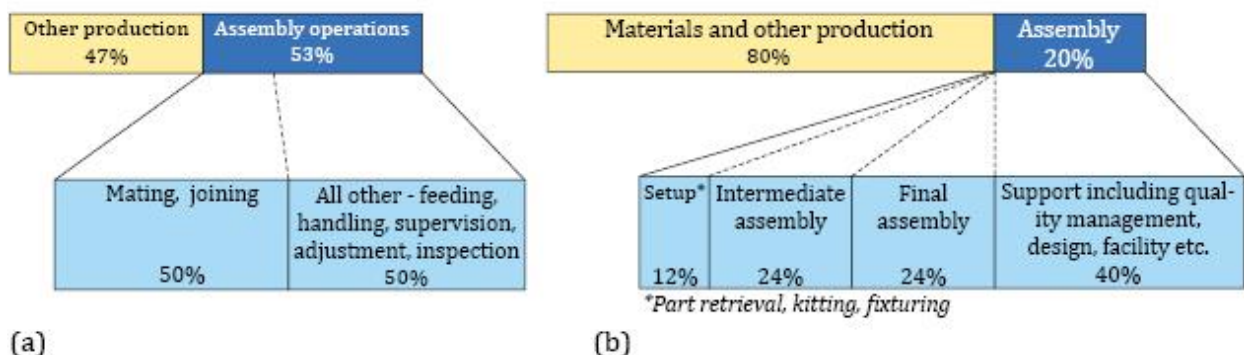 Other production
47%
Assembly operations
53%
Mating, joining
50%
All other - feeding,
handling, supervision,
adjustment, inspection
50%
(a)
Materials and other production
80%
Assembly
20%
Setup*
12%
Intermediate
assembly
24%
Final
assembly
24%
Support including qual-
ity management,
design, facility etc.
40%
*Part retrieval, kitting, fixturing
(b)